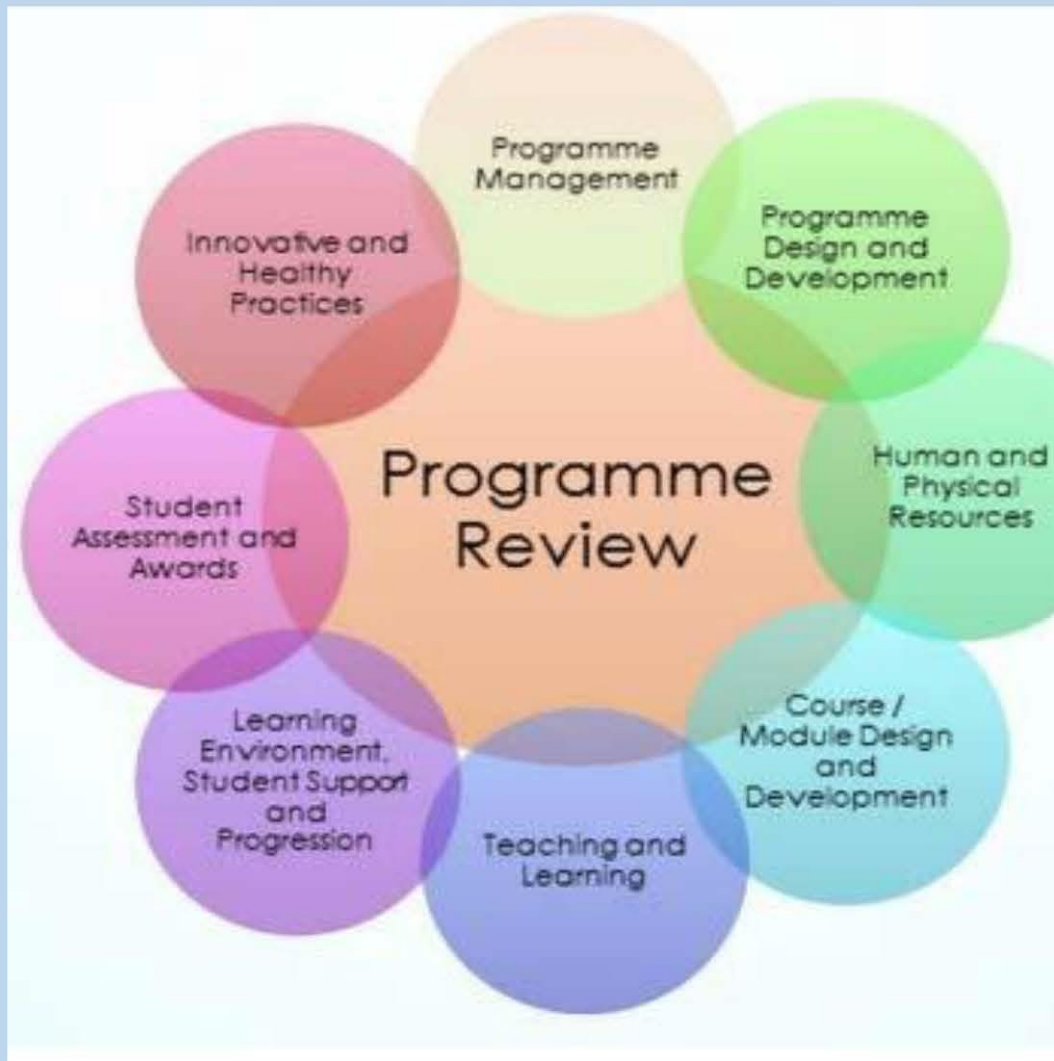 Programme
Management
Programme
Design and
Development
Human and
Physical
Resources
Course /
Module Design
and
Development
Teaching and
Learning
Learning
Environment,
Student Support
and
Progression
Student
Assessment and
Awards
Innovative and
Healthy
Practices
Programme
Review